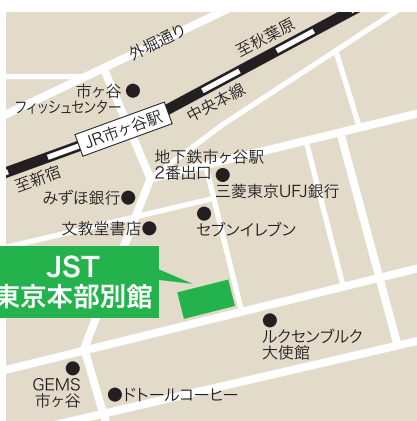 外堀通り
至秋葉原
市ヶ谷
フィッシュセンター
中央本線
JR市ヶ谷駅
至新宿
地下鉄市ヶ谷駅
2番出口
みずほ銀行
三菱東京UFJ銀行
文教堂書店
セブンイレブン
JST
東京本部別館
ルクセンブルク
大使館
GEMS
市ヶ谷
ドトールコーヒー